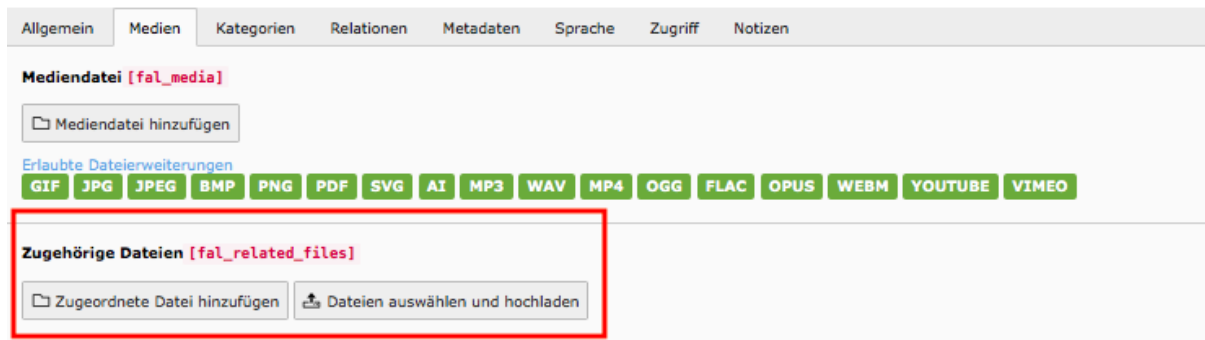 Allgemein Medien Kategorien Relationen Metadaten Sprache Zugriff Notizen
Mediendatei [fal_media]
Mediendatei hinzufügen
Erlaubte Dateierweiterungen
GIF JPG JPEG BMP PNG PDF SVG AI MP3 WAV MP4 OGG FLAC OPUS WEBM YOUTUBE VIMEO
Zugehörige Dateien [fal_related_files]
Zugeordnete Datei hinzufügen Dateien auswählen und hochladen